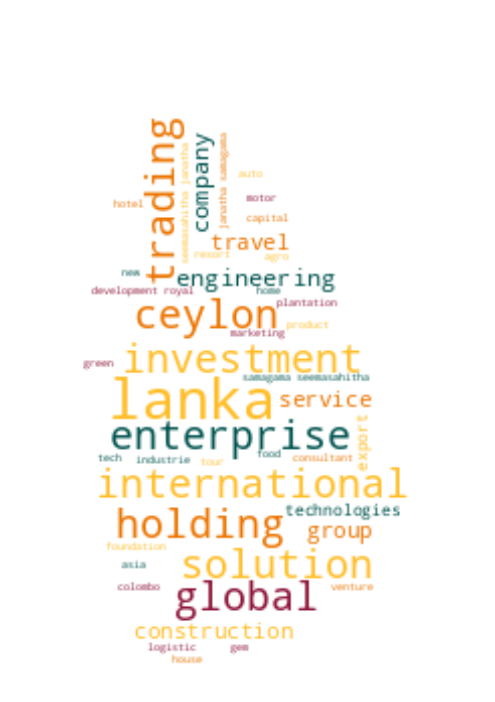 trading
company
seemasahitha janatha
janatha samagama
auto
hotel
motor
capital
travel
resort
agro
new
engineering
development royal
home
plantation
ceylon
product
marketing
green
investment
samagama seemasahitha
lanka
service
enterprise
export
tech
industrie
tour
food
consultant
international
holding
technologies
group
foundation
solution
asia
colombo
global
venture
construction
logistic
gem
house